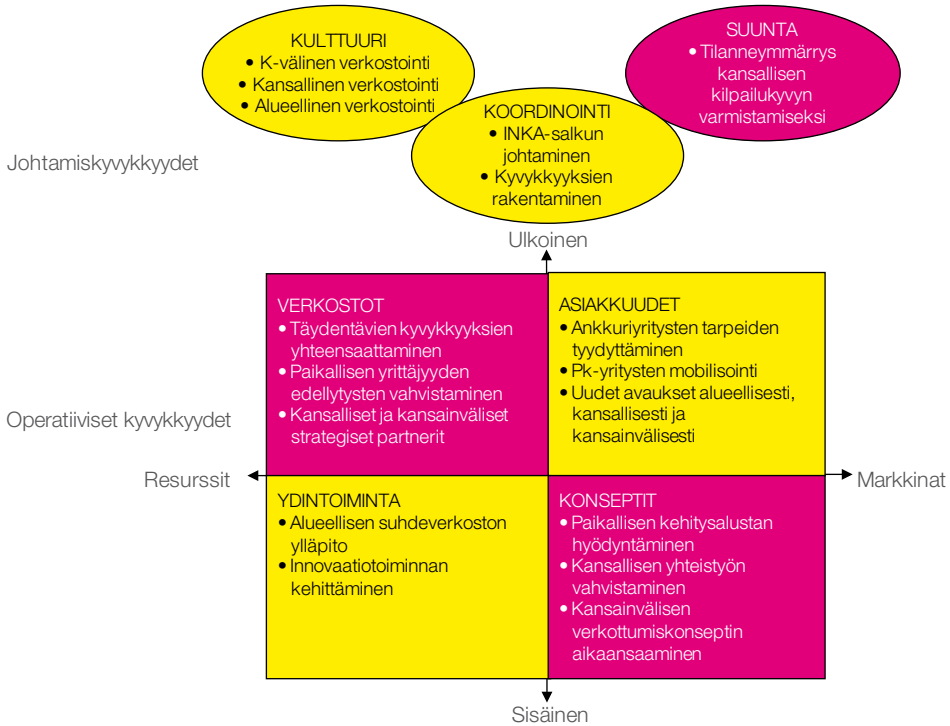 KULTTUURI
• K-välinen verkostointi
• Kansallinen verkostointi
• Alueellinen verkostointi
SUUNTA
• Tilanneymmärrys
kansallisen
kilpailukyvyn
varmistamiseksi
KOORDINOINTI
• INKA-salkun
johtaminen
• Kyvykkyyksien
rakentaminen
Johtamiskyvykkyydet
Ulkoinen
VERKOSTOT
• Täydentävien kyvykkyyksien
yhteensaattaminen
• Paikallisen yrittäjyyden
edellytysten vahvistaminen
• Kansalliset ja kansainväliset
strategiset partnerit
ASIAKKUUDET
• Ankkuriyritysten tarpeiden
tyydyttäminen
• Pk-yritysten mobilisointi
• Uudet avaukset alueellisesti,
kansallisesti ja
kansainvälisesti
Operatiiviset kyvykkyydet
Resurssit
Markkinat
YDINTOIMINTA
• Alueellisen suhdeverkoston
ylläpito
• Innovaatiotoiminnan
kehittäminen
KONSEPTIT
• Paikallisen kehitysalustan
hyödyntäminen
• Kansallisen yhteistyön
vahvistaminen
• Kansainvälisen
verkottumiskonseptin
aikaansaaminen
Sisäinen